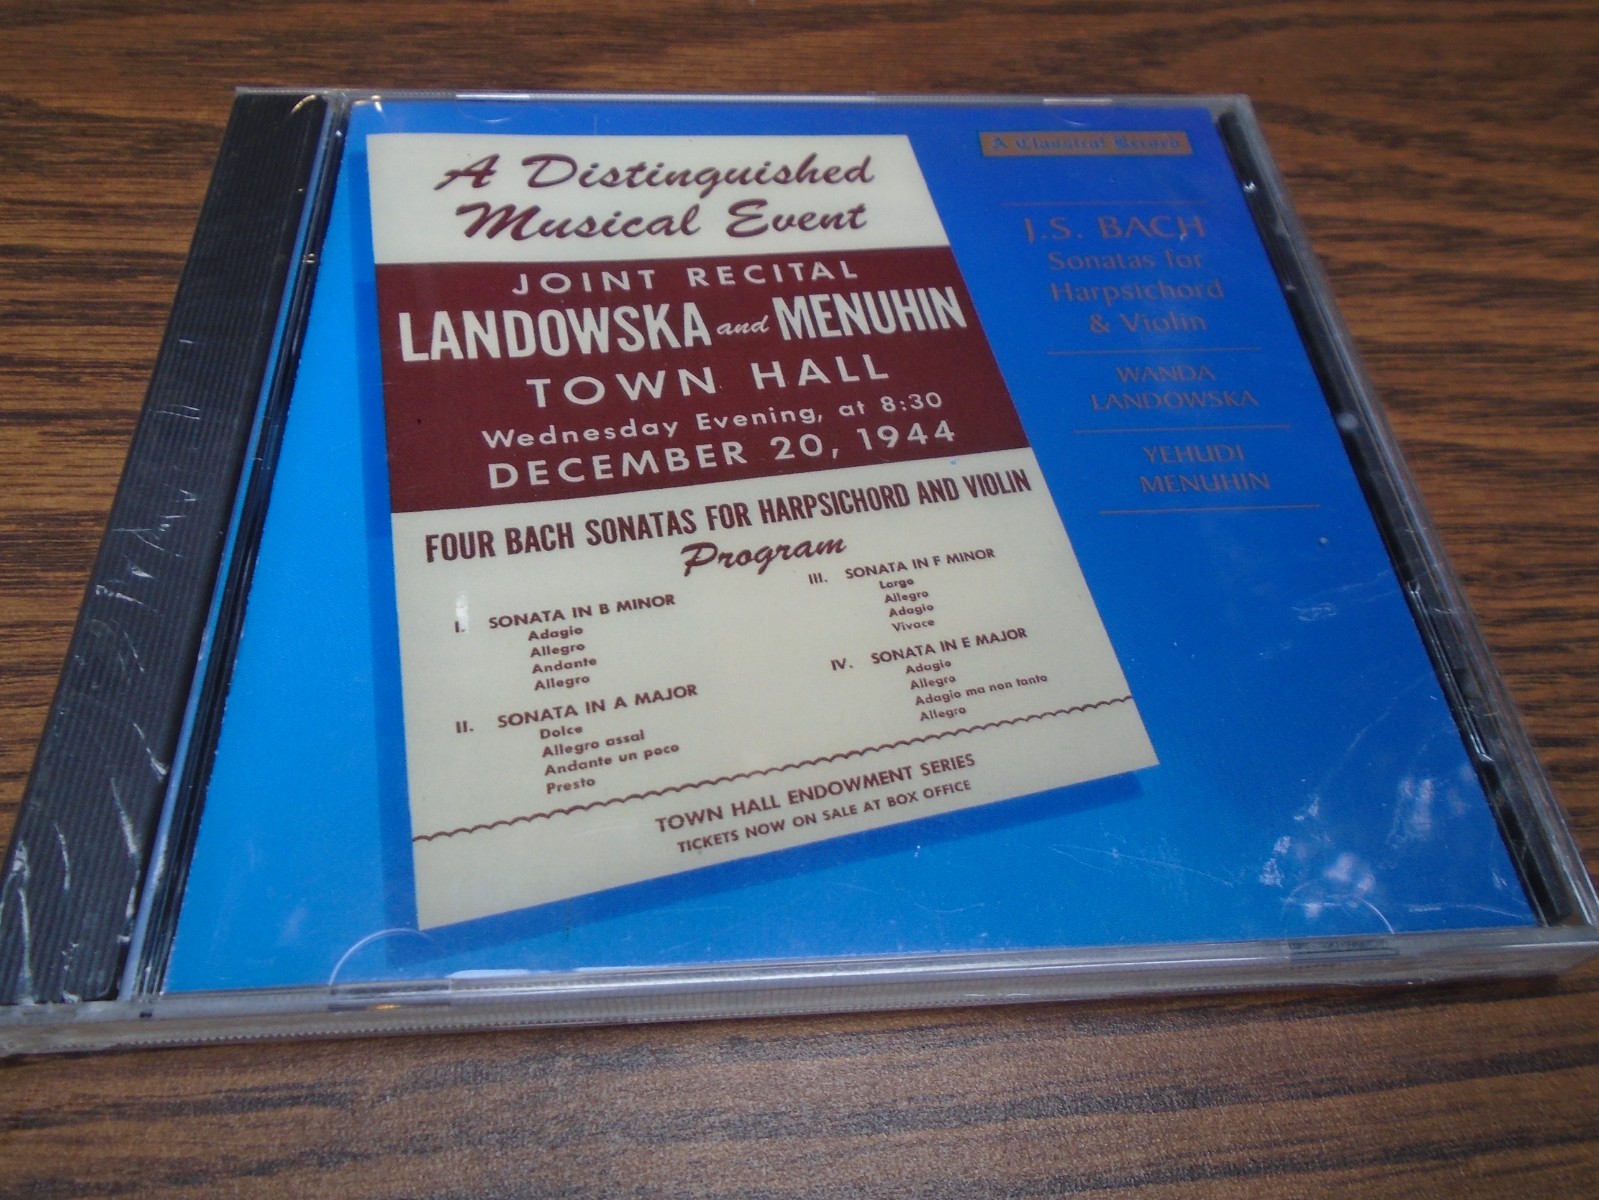 A Distinguished
Musical Event
JOINT RECITAL
LANDOWSKA and MENUHIN
TOWN HALL
Wednesday Evening, at 8:30
DECEMBER 20, 1944
FOUR BACH SONATAS FOR HARPSICHORD AND VIOLIN
Program
I. SONATA IN B MINOR
Adagio
Allegro
Andante
Allegro
II. SONATA IN A MAJOR
Dolce
Allegro assai
Andante un poco
Presto
III. SONATA IN F MINOR
Largo
Allegro
Adagio
Vivace
IV. SONATA IN E MAJOR
Adagio
Allegro
Adagio ma non tanto
Allegro
TOWN HALL ENDOWMENT SERIES
TICKETS NOW ON SALE AT BOX OFFICE
A Classical Record
J.S. BACH
Sonatas for
Harpsichord
& Violin
WANDA
LANDOWSKA
YEHUDI
MENUHIN